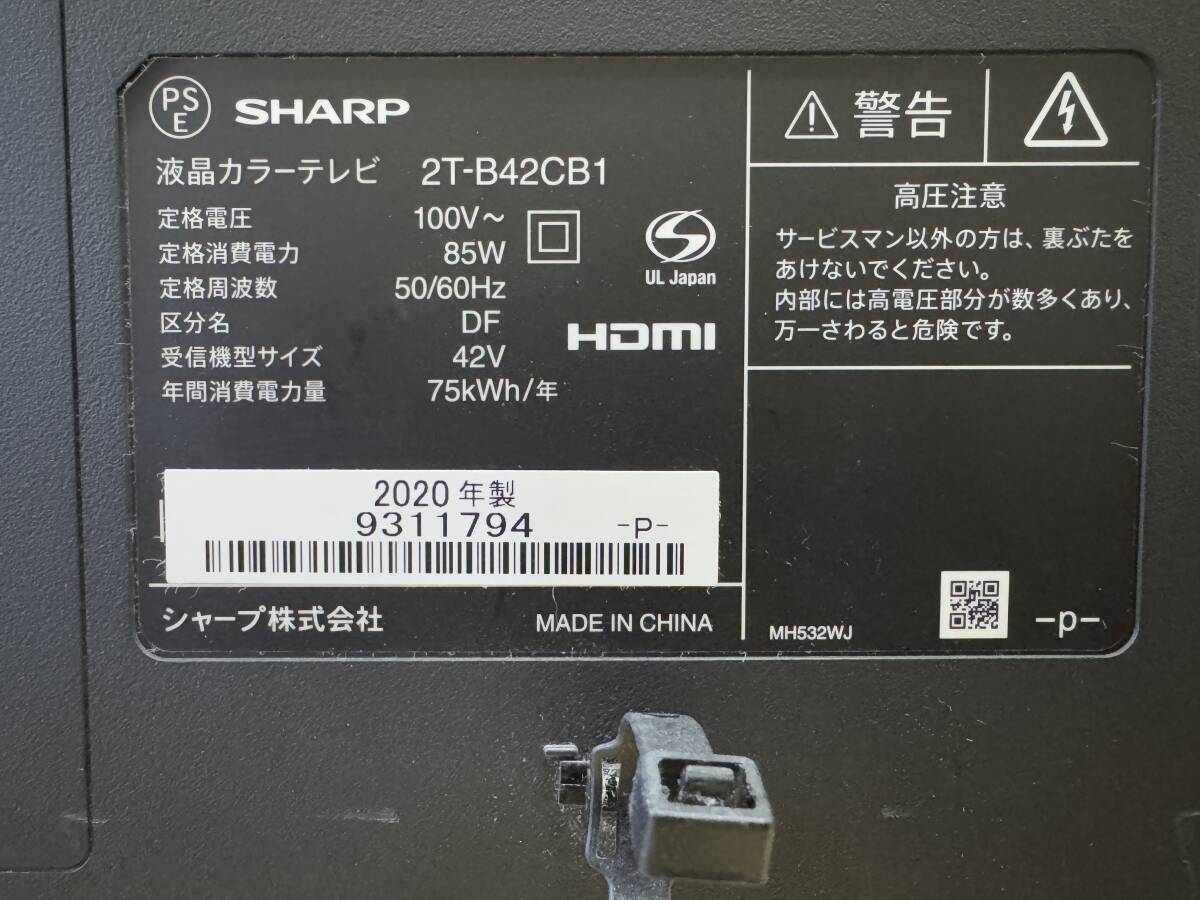 PS
E
SHARP
液晶カラーテレビ 2T-B42CB1
定格電圧 100V～
定格消費電力 85W
定格周波数 50/60Hz
区分名 DF
受信機型サイズ 42V
年間消費電力量 75kWh/年
S
UL Japan
HDMI
2020年製
9311794 -P-
シャープ株式会社 MADE IN CHINA
警告
高圧注意
サービスマン以外の方は、裏ぶたを
あけないでください。
内部には高電圧部分が数多くあり、
万一さわると危険です。
MH532WJ
-p-